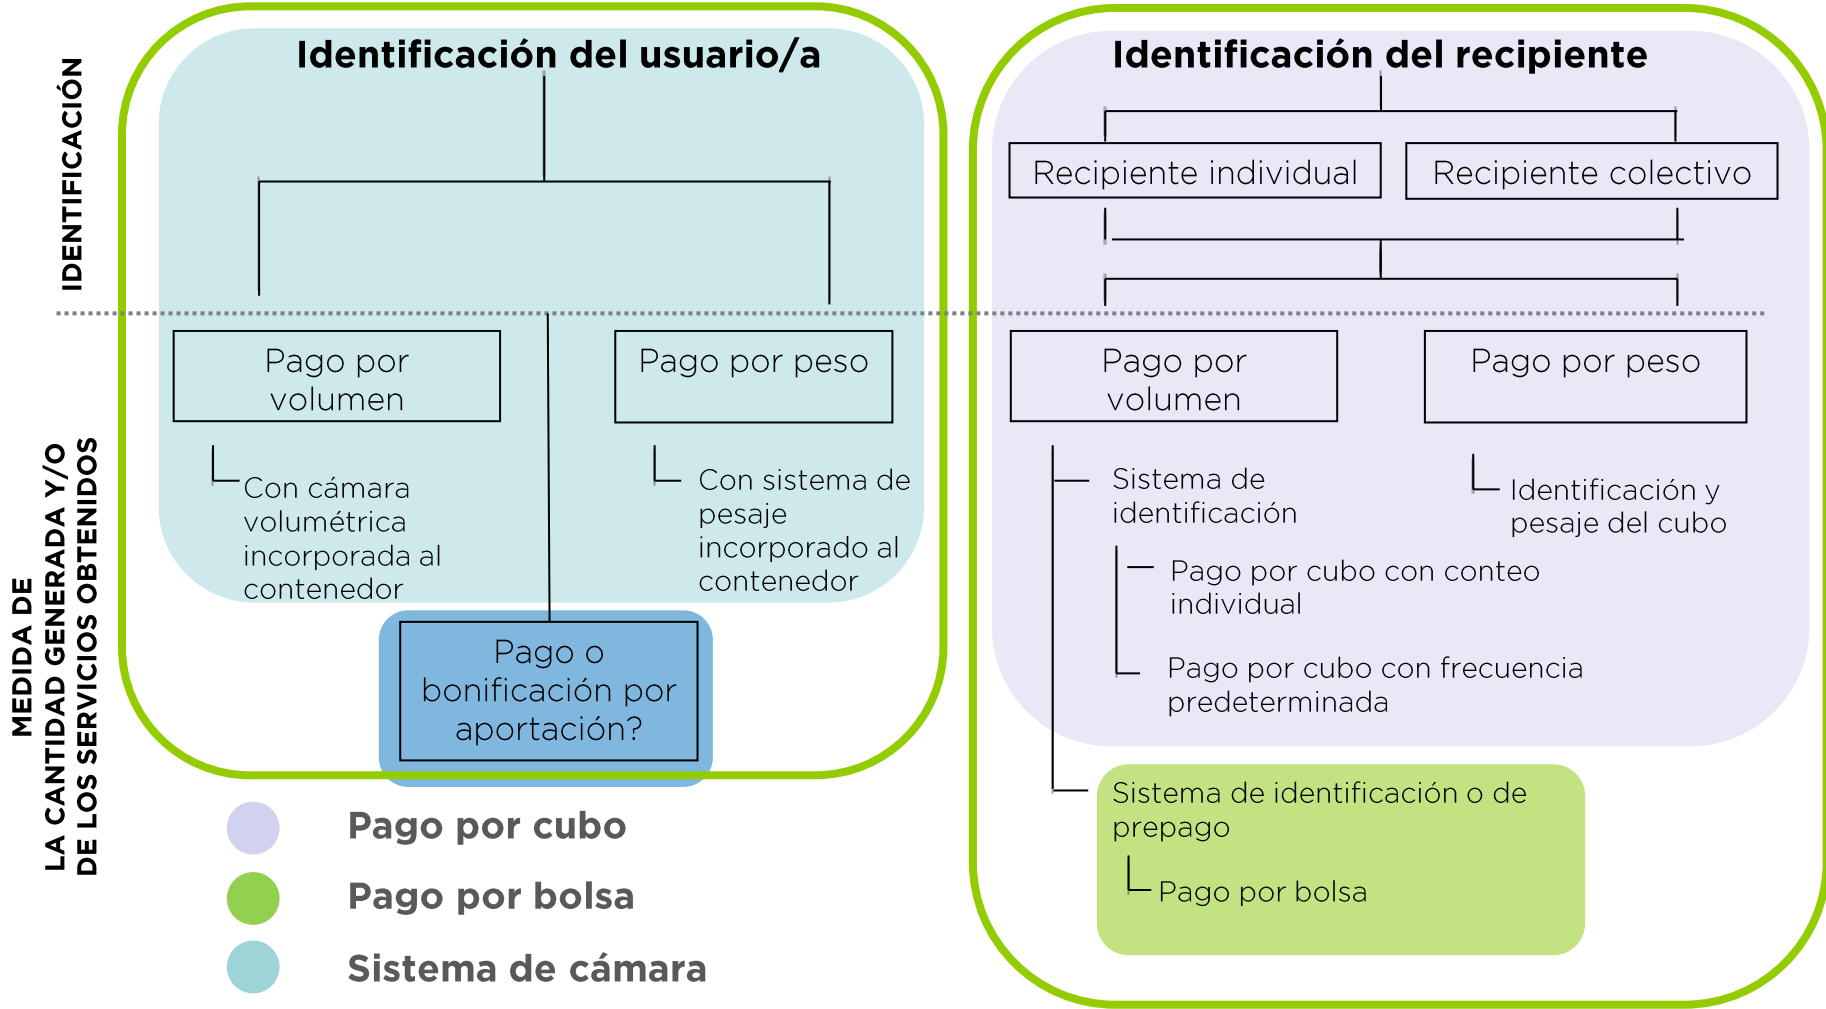 IDENTIFICACIÓN
MEDIDA DE
LA CANTIDAD GENERADA Y/O
DE LOS SERVICIOS OBTENIDOS
Identificación del usuario/a
Pago por
volumen
Con cámara
volumétrica
incorporada al
contenedor
Pago por peso
Con sistema de
pesaje
incorporado al
contenedor
Pago o
bonificación por
aportación?
Identificación del recipiente
Recipiente individual
Recipiente colectivo
Pago por
volumen
Sistema de
identificación
Pago por cubo con conteo
individual
Pago por cubo con frecuencia
predeterminada
Pago por peso
Identificación y
pesaje del cubo
Sistema de identificación o de
prepago
Pago por bolsa
Pago por cubo
Pago por bolsa
Sistema de cámara